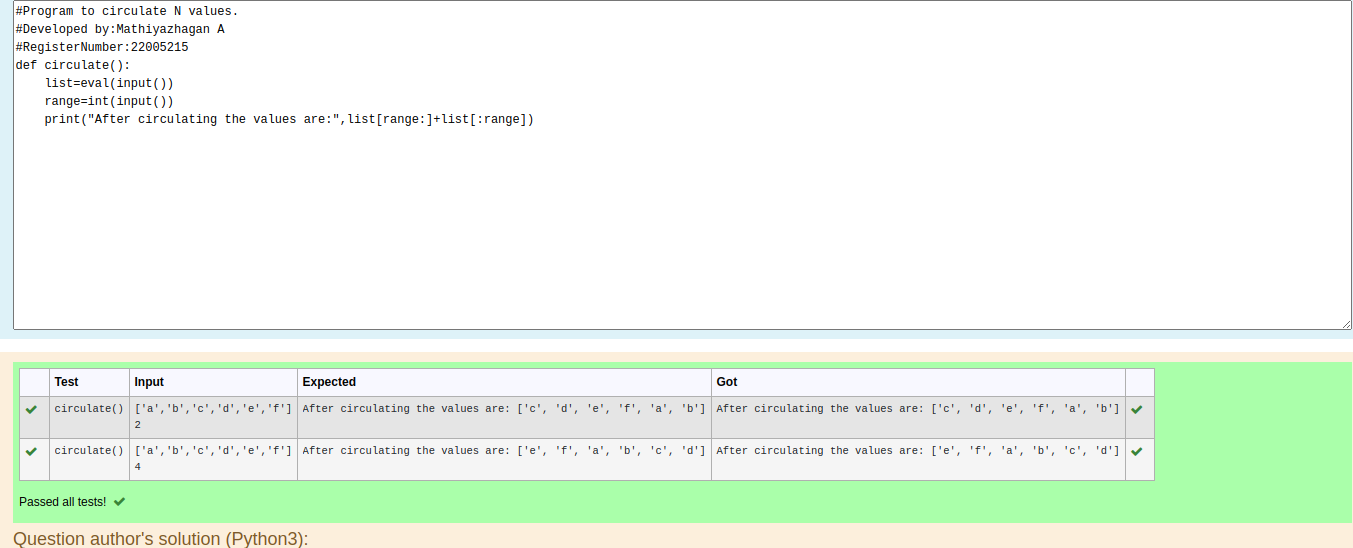 #Program to circulate N values.
#Developed by:Mathiyazhagan A
#RegisterNumber:22005215
def circulate():
    list=eval(input())
    range=int(input())
    print("After circulating the values are:",list[range:]+list[:range])
Test Input Expected Got
circulate() ['a','b','c','d','e','f'] After circulating the values are: ['c', 'd', 'e', 'f', 'a', 'b'] After circulating the values are: ['c', 'd', 'e', 'f', 'a', 'b']
2
circulate() ['a','b','c','d','e','f'] After circulating the values are: ['e', 'f', 'a', 'b', 'c', 'd'] After circulating the values are: ['e', 'f', 'a', 'b', 'c', 'd']
4
Passed all tests!
Question author's solution (Python3):